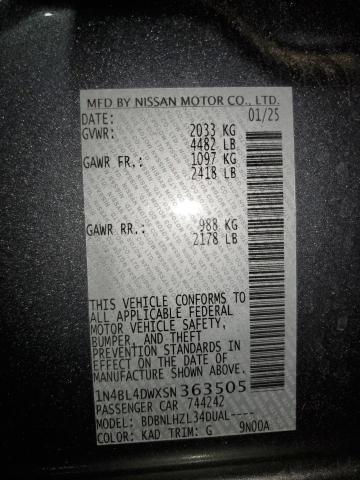 MFD BY NISSAN MOTOR CO., LTD.
DATE: 01/25
GVWR: 2033 KG
4482 LB
GAWR FR.: 1097 KG
2418 LB
GAWR RR.: 988 KG
2178 LB
THIS VEHICLE CONFORMS TO
ALL APPLICABLE FEDERAL
MOTOR VEHICLE SAFETY,
BUMPER, AND THEFT
PREVENTION STANDARDS IN
EFFECT ON THE DATE OF
MANUFACTURE SHOWN ABOVE.
1N4BL4DWXSN363505
PASSENGER CAR 744242
MODEL: BDBNLHZL34DUAL----
COLOR: KAD TRIM: G 9N00A